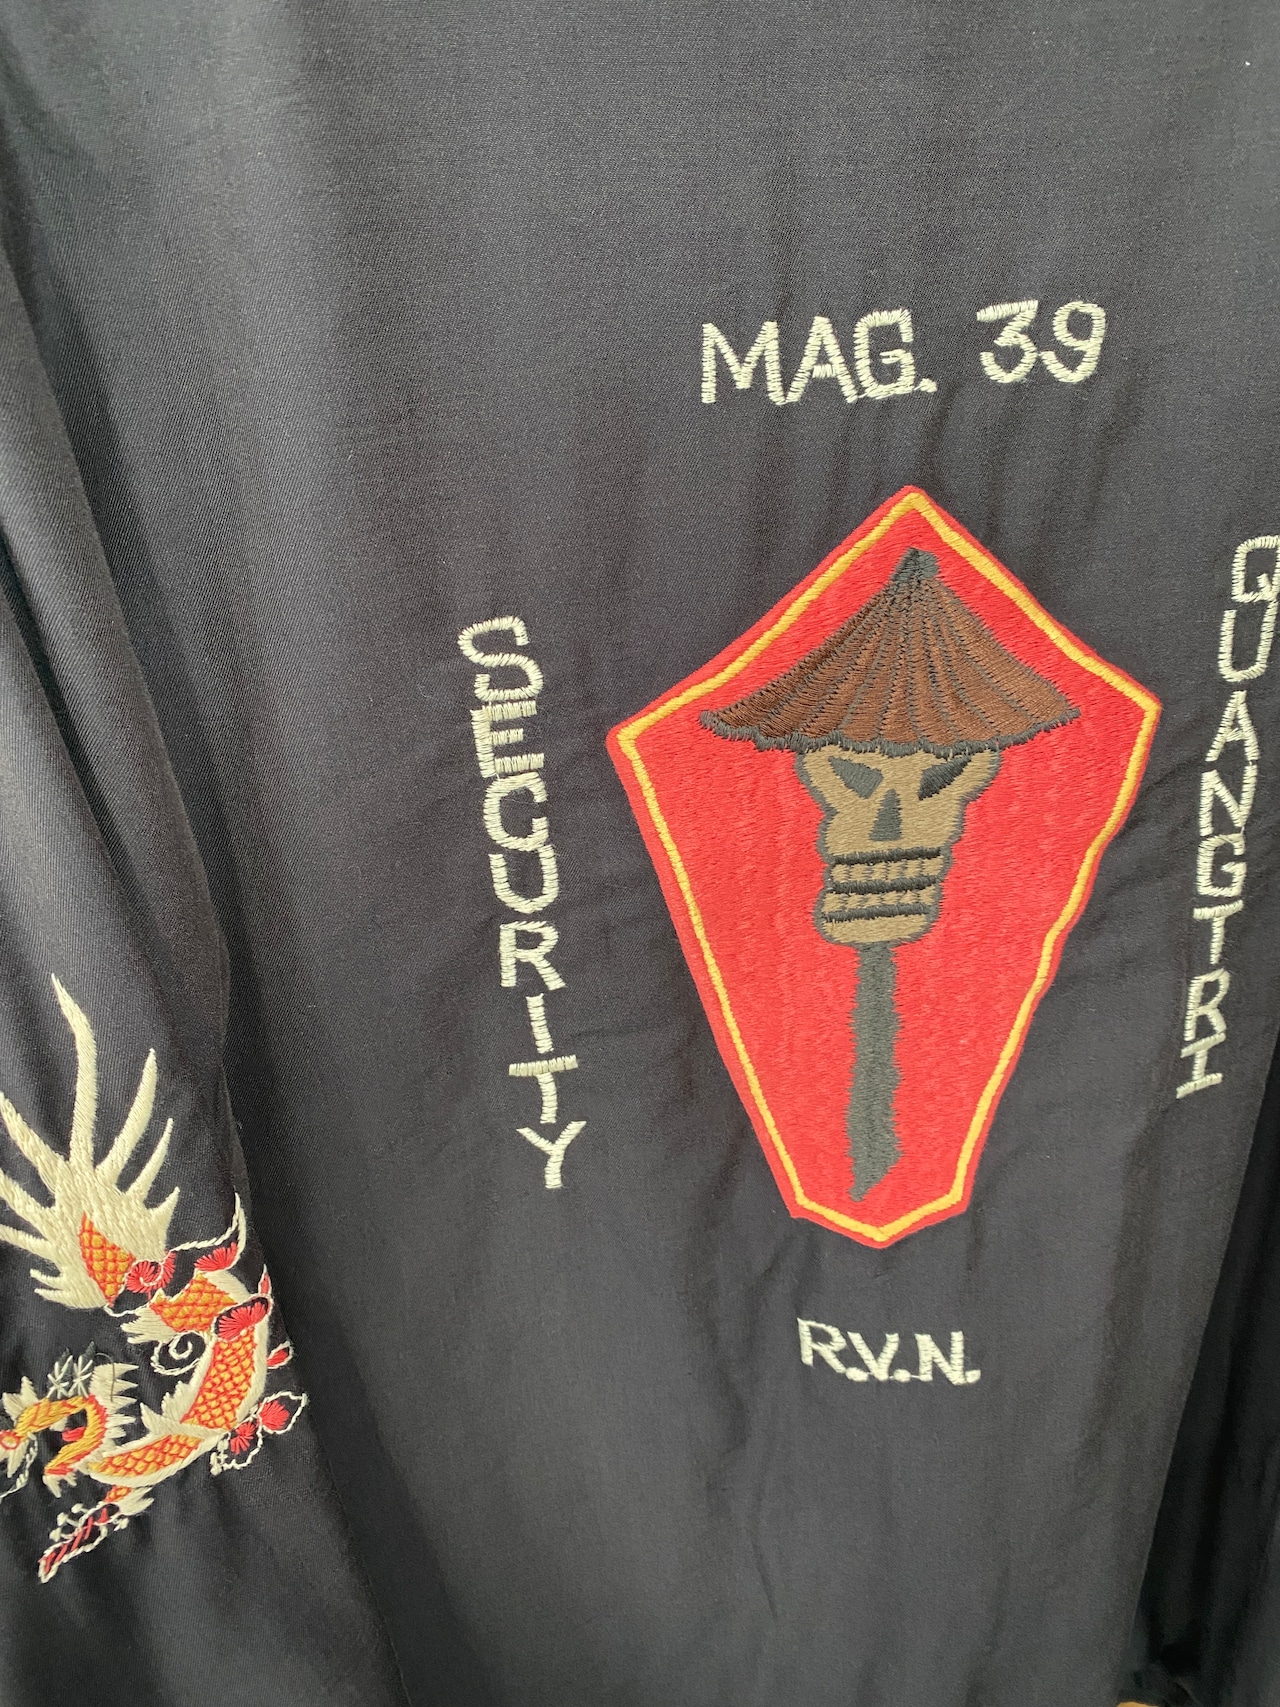 MAG. 39
SECURITY
QUANGTRI
R.V.N.